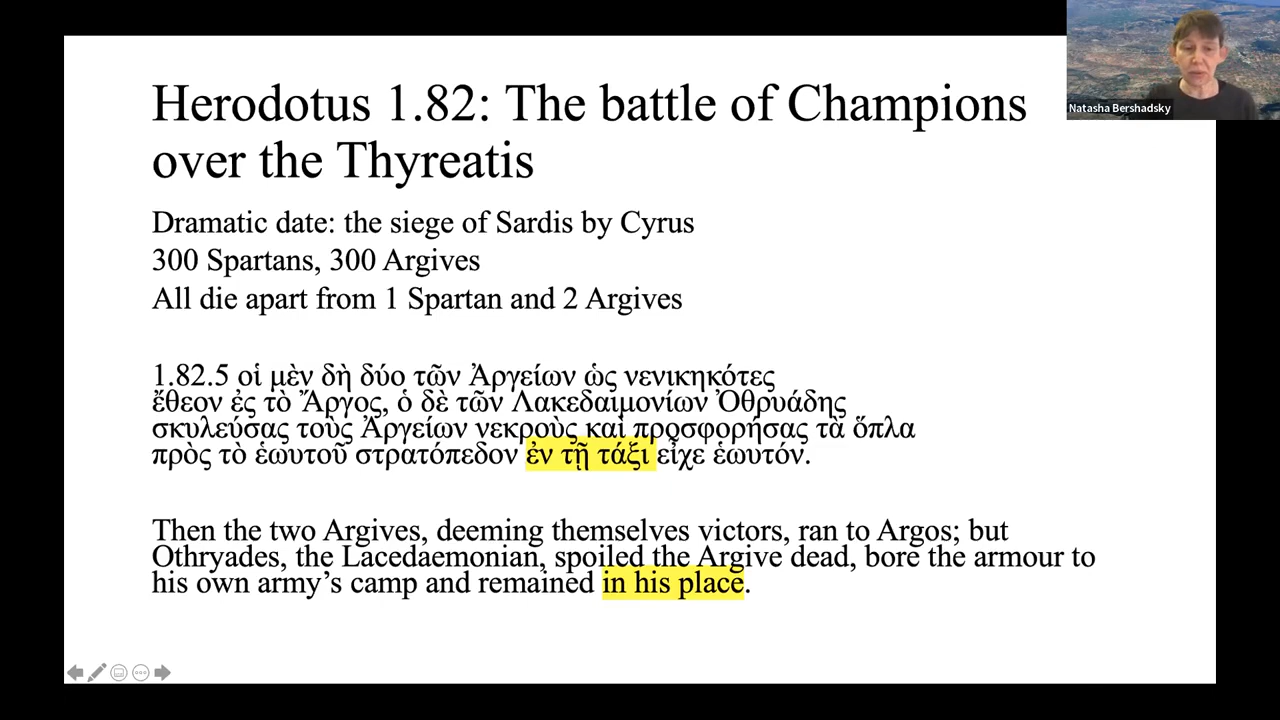 Natasha Bershadsky
Herodotus 1.82: The battle of Champions
over the Thyreatis
Dramatic date: the siege of Sardis by Cyrus
300 Spartans, 300 Argives
All die apart from 1 Spartan and 2 Argives
1.82.5 οἱ μὲν δὴ δύο τῶν Ἀργείων ὡς νενικηκότες
ἔθεον ἐς τὸ Ἄργος, ὁ δὲ τῶν Λακεδαιμονίων Ὀθρυάδης
σκυλεύσας τοὺς Ἀργείων νεκροὺς καὶ προσφορήσας τὰ ὅπλα
πρὸς τὸ ἑωυτοῦ στρατόπεδον ἐν τῇ τάξι εἶχε ἑωυτόν.
Then the two Argives, deeming themselves victors, ran to Argos; but
Othryades, the Lacedaemonian, spoiled the Argive dead, bore the armour to
his own army’s camp and remained in his place.